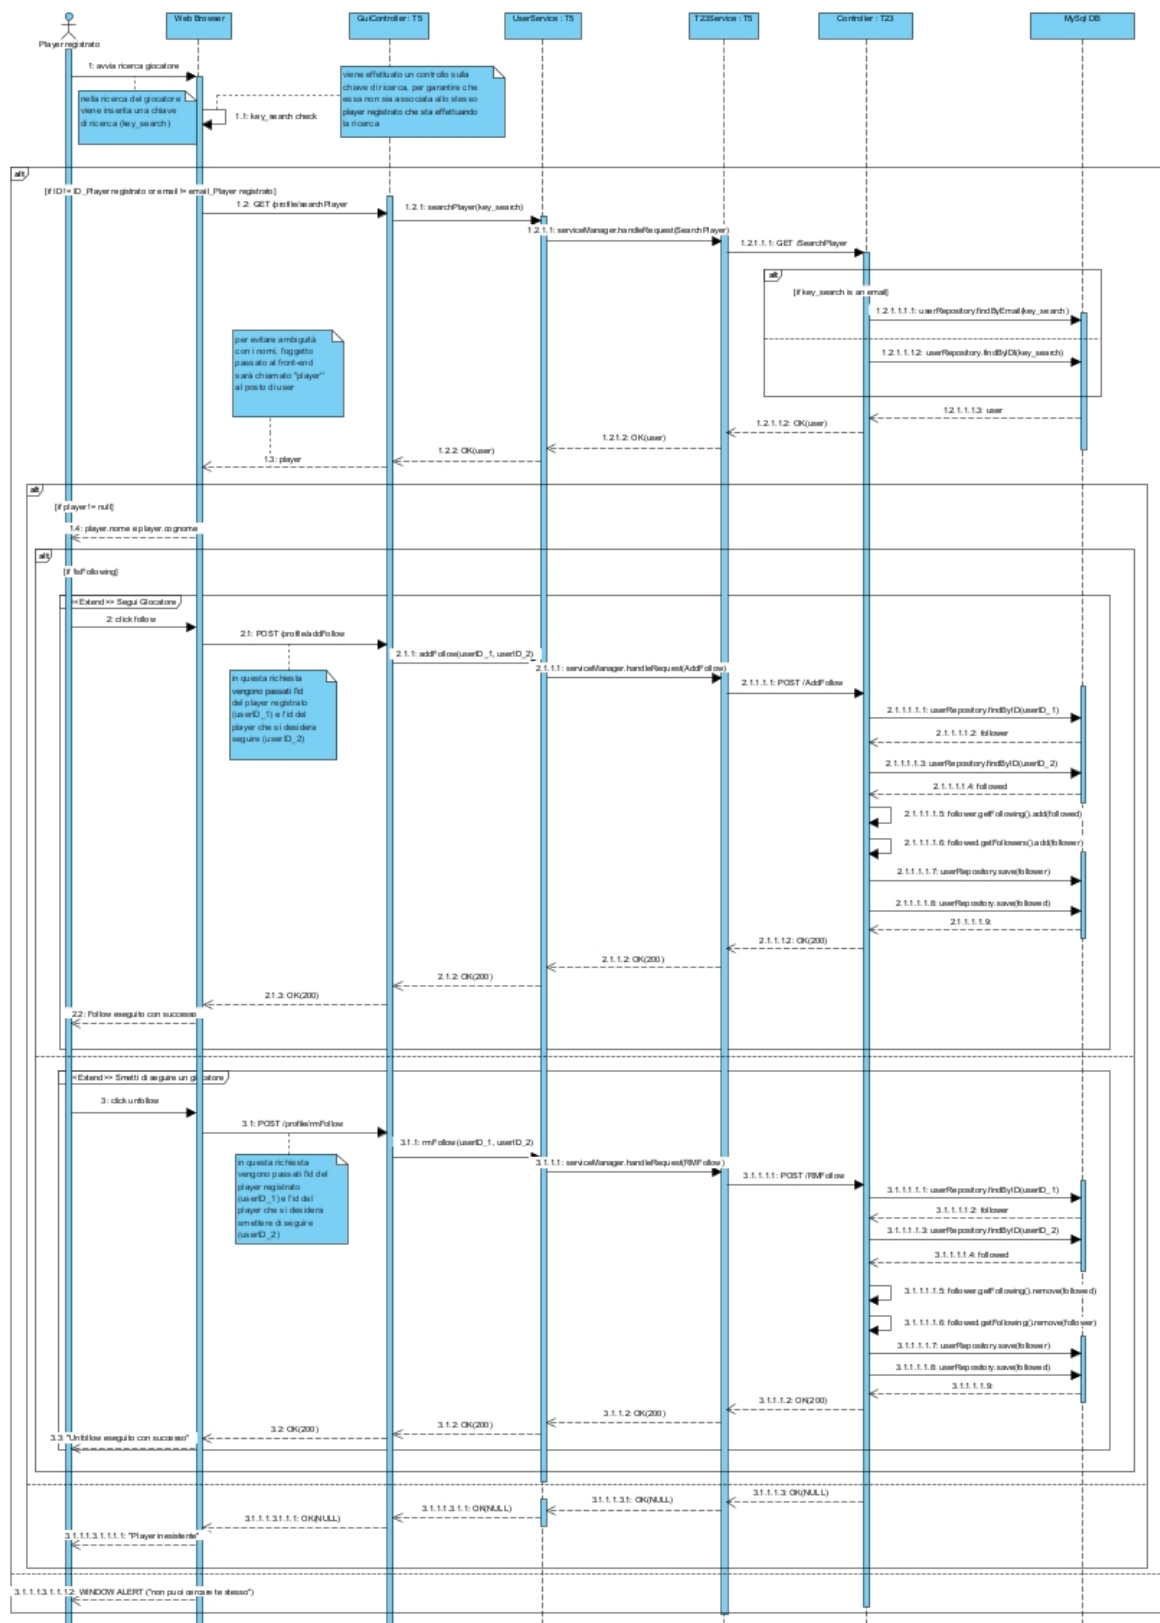 Player registrato
Web Browser
GuiController : T5
UserService : T5
T23Service : T5
Controller : T23
MySql DB
1: avvia ricerca giocatore
nella ricerca del giocatore
viene inserita una chiave
di ricerca (key_search)
1.1: key_search check
viene effettuato un controllo sulla
chiave di ricerca, per garantire che
essa non sia associata allo stesso
player registrato che sta effettuando
la ricerca
alt
[if ID != ID_Player registrato or email != email_Player registrato]
1.2: GET /profile/searchPlayer
1.2.1: searchPlayer(key_search)
1.2.1.1: serviceManager.handleRequest(SearchPlayer)
1.2.1.1.1: GET /SearchPlayer
alt
[if key_search is an email]
1.2.1.1.1.1: userRepository.findByEmail(key_search)
1.2.1.1.1.2: userRepository.findByID(key_search)
per evitare ambiguità
con i nomi, l'oggetto
passato al front-end
sarà chiamato "player"
al posto di user
1.2.1.1.1.3: user
1.2.1.1.2: OK(user)
1.2.1.2: OK(user)
1.2.2: OK(user)
1.3: player
alt
[if player != null]
1.4: player.nome e player.cognome
alt
[if !isFollowing]
<<Extend>> Segui Giocatore
2: click follow
2.1: POST /profile/addFollow
2.1.1: addFollow(userID_1, userID_2)
2.1.1.1: serviceManager.handleRequest(AddFollow)
2.1.1.1.1: POST /AddFollow
in questa richiesta
vengono passati l'id
del player registrato
(userID_1) e l'id del
player che si desidera
seguire (userID_2)
2.1.1.1.1.1: userRepository.findByID(userID_1)
2.1.1.1.1.2: follower
2.1.1.1.1.3: userRepository.findByID(userID_2)
2.1.1.1.1.4: followed
2.1.1.1.1.5: follower.getFollowing().add(followed)
2.1.1.1.1.6: followed.getFollowers().add(follower)
2.1.1.1.1.7: userRepository.save(follower)
2.1.1.1.1.8: userRepository.save(followed)
2.1.1.1.1.9:
2.1.1.1.2: OK(200)
2.1.1.2: OK(200)
2.1.2: OK(200)
2.1.3: OK(200)
2.2: Follow eseguito con successo
<<Extend>> Smetti di seguire un giocatore
3: click unfollow
3.1: POST /profile/rmFollow
3.1.1: rmFollow(userID_1, userID_2)
3.1.1.1: serviceManager.handleRequest(RMFollow)
3.1.1.1.1: POST /RMFollow
in questa richiesta
vengono passati l'id del
player registrato
(userID_1) e l'id del
player che si desidera
smettere di seguire
(userID_2)
3.1.1.1.1.1: userRepository.findByID(userID_1)
3.1.1.1.1.2: follower
3.1.1.1.1.3: userRepository.findByID(userID_2)
3.1.1.1.1.4: followed
3.1.1.1.1.5: follower.getFollowing().remove(followed)
3.1.1.1.1.6: followed.getFollowing().remove(follower)
3.1.1.1.1.7: userRepository.save(follower)
3.1.1.1.1.8: userRepository.save(followed)
3.1.1.1.1.9:
3.1.1.1.2: OK(200)
3.1.1.2: OK(200)
3.1.2: OK(200)
3.2: OK(200)
3.3: "Unfollow eseguito con successo"
3.1.1.1.3: OK(NULL)
3.1.1.1.3.1: OK(NULL)
3.1.1.1.3.1.1: OK(NULL)
3.1.1.1.3.1.1.1: OK(NULL)
3.1.1.1.3.1.1.1.1: "Player inesistente"
3.1.1.1.3.1.1.1.2: WINDOW ALERT ("non puoi cercare te stesso")